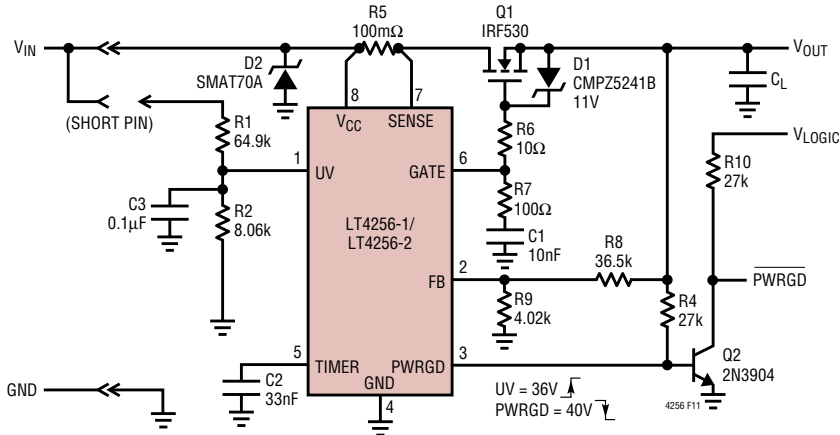 R5
100mΩ
Q1
IRF530
VIN
VOUT
D2
SMAT70A
D1
CMPZ5241B
11V
CL
(SHORT PIN)
8
7
VCC
SENSE
R1
64.9k
R6
10Ω
VLOGIC
R10
27k
1
UV
GATE
6
R7
100Ω
C3
0.1µF
R2
8.06k
LT4256-1/
LT4256-2
C1
10nF
R8
36.5k
2
FB
PWRGD
R9
4.02k
R4
27k
5
TIMER
PWRGD
3
Q2
2N3904
C2
33nF
GND
4
GND
UV = 36V
PWRGD = 40V
4256 F11